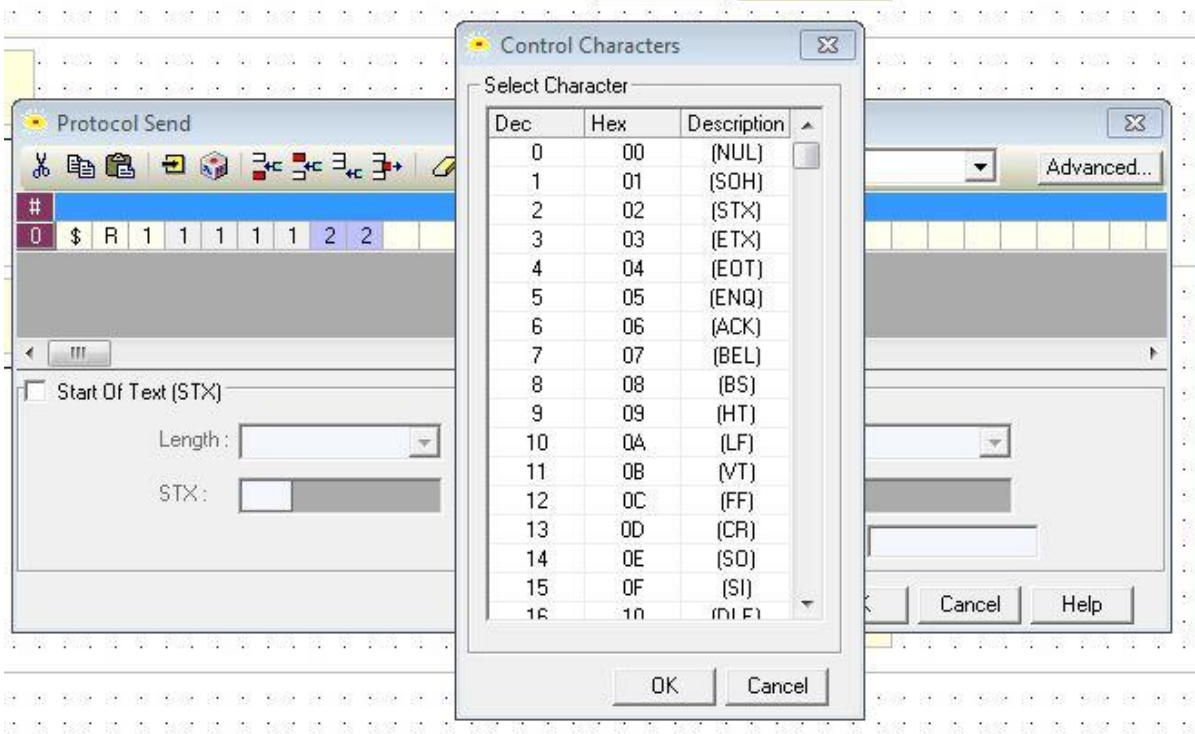 Control Characters
Select Character
Dec Hex Description
0 00 (NUL)
1 01 (SOH)
2 02 (STX)
3 03 (ETX)
4 04 (EOT)
5 05 (ENQ)
6 06 (ACK)
7 07 (BEL)
8 08 (BS)
9 09 (HT)
10 0A (LF)
11 0B (VT)
12 0C (FF)
13 0D (CR)
14 0E (SO)
15 0F (SI)
16 10 (DLE)
OK Cancel
Protocol Send
Advanced...
#
0 $ R 1 1 1 1 1 2 2
Start Of Text (STX)
Length :
STX :
Cancel Help